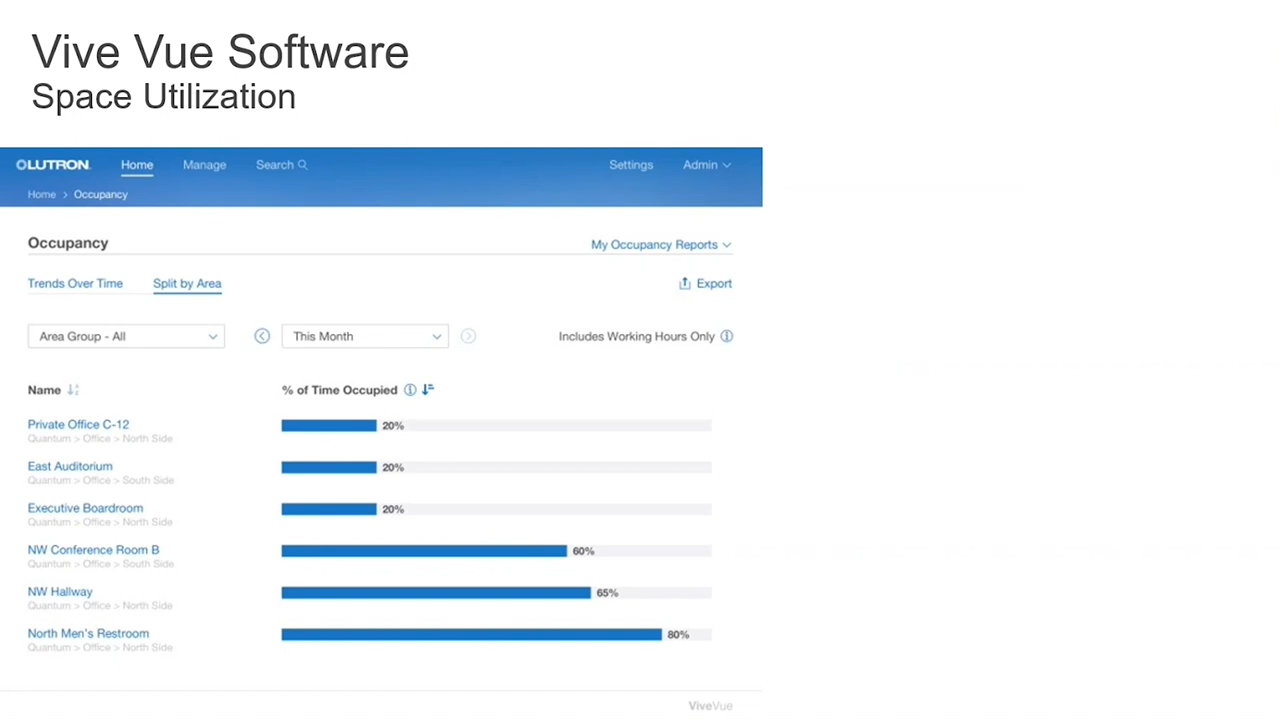 Vive Vue Software
Space Utilization
LUTRON Home Manage Search Settings Admin
Home > Occupancy
Occupancy My Occupancy Reports
Trends Over Time Split by Area Export
Area Group - All This Month Includes Working Hours Only
Name % of Time Occupied
Private Office C-12 20%
Quantum > Office > North Side
East Auditorium 20%
Quantum > Office > South Side
Executive Boardroom 20%
Quantum > Office > North Side
NW Conference Room B 60%
Quantum > Office > South Side
NW Hallway 65%
Quantum > Office > North Side
North Men's Restroom 80%
Quantum > Office > North Side
ViveVue